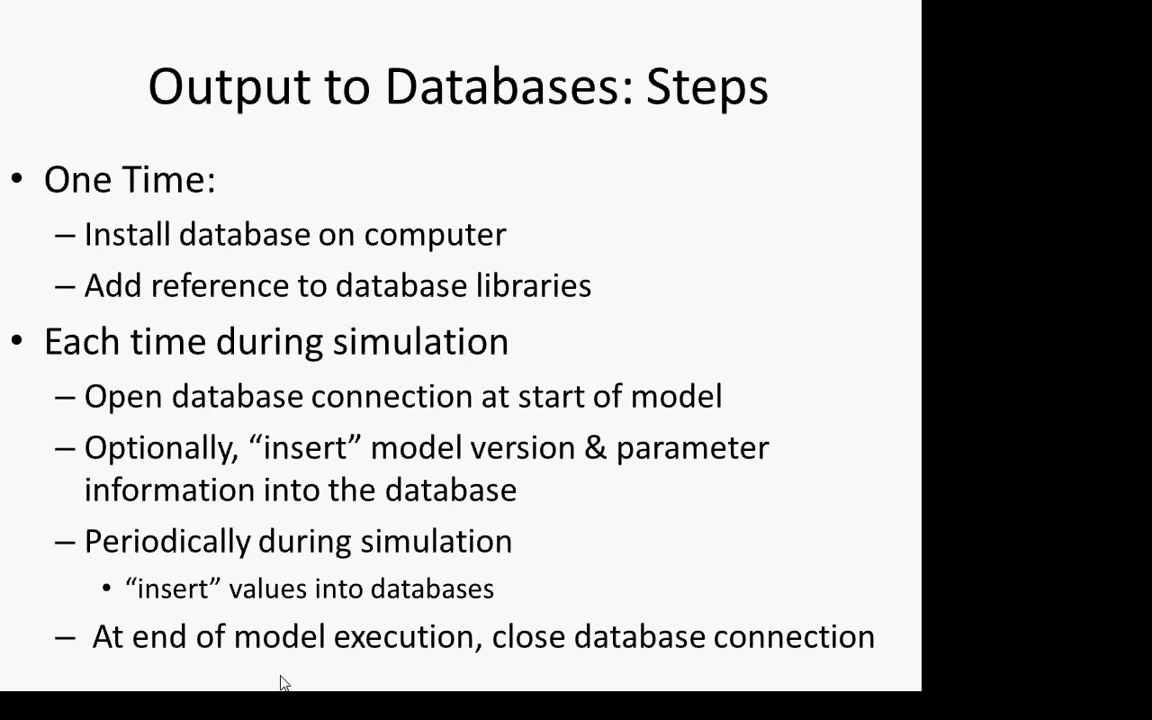 Output to Databases: Steps
• One Time:
– Install database on computer
– Add reference to database libraries
• Each time during simulation
– Open database connection at start of model
– Optionally, “insert” model version & parameter
information into the database
– Periodically during simulation
• “insert” values into databases
– At end of model execution, close database connection